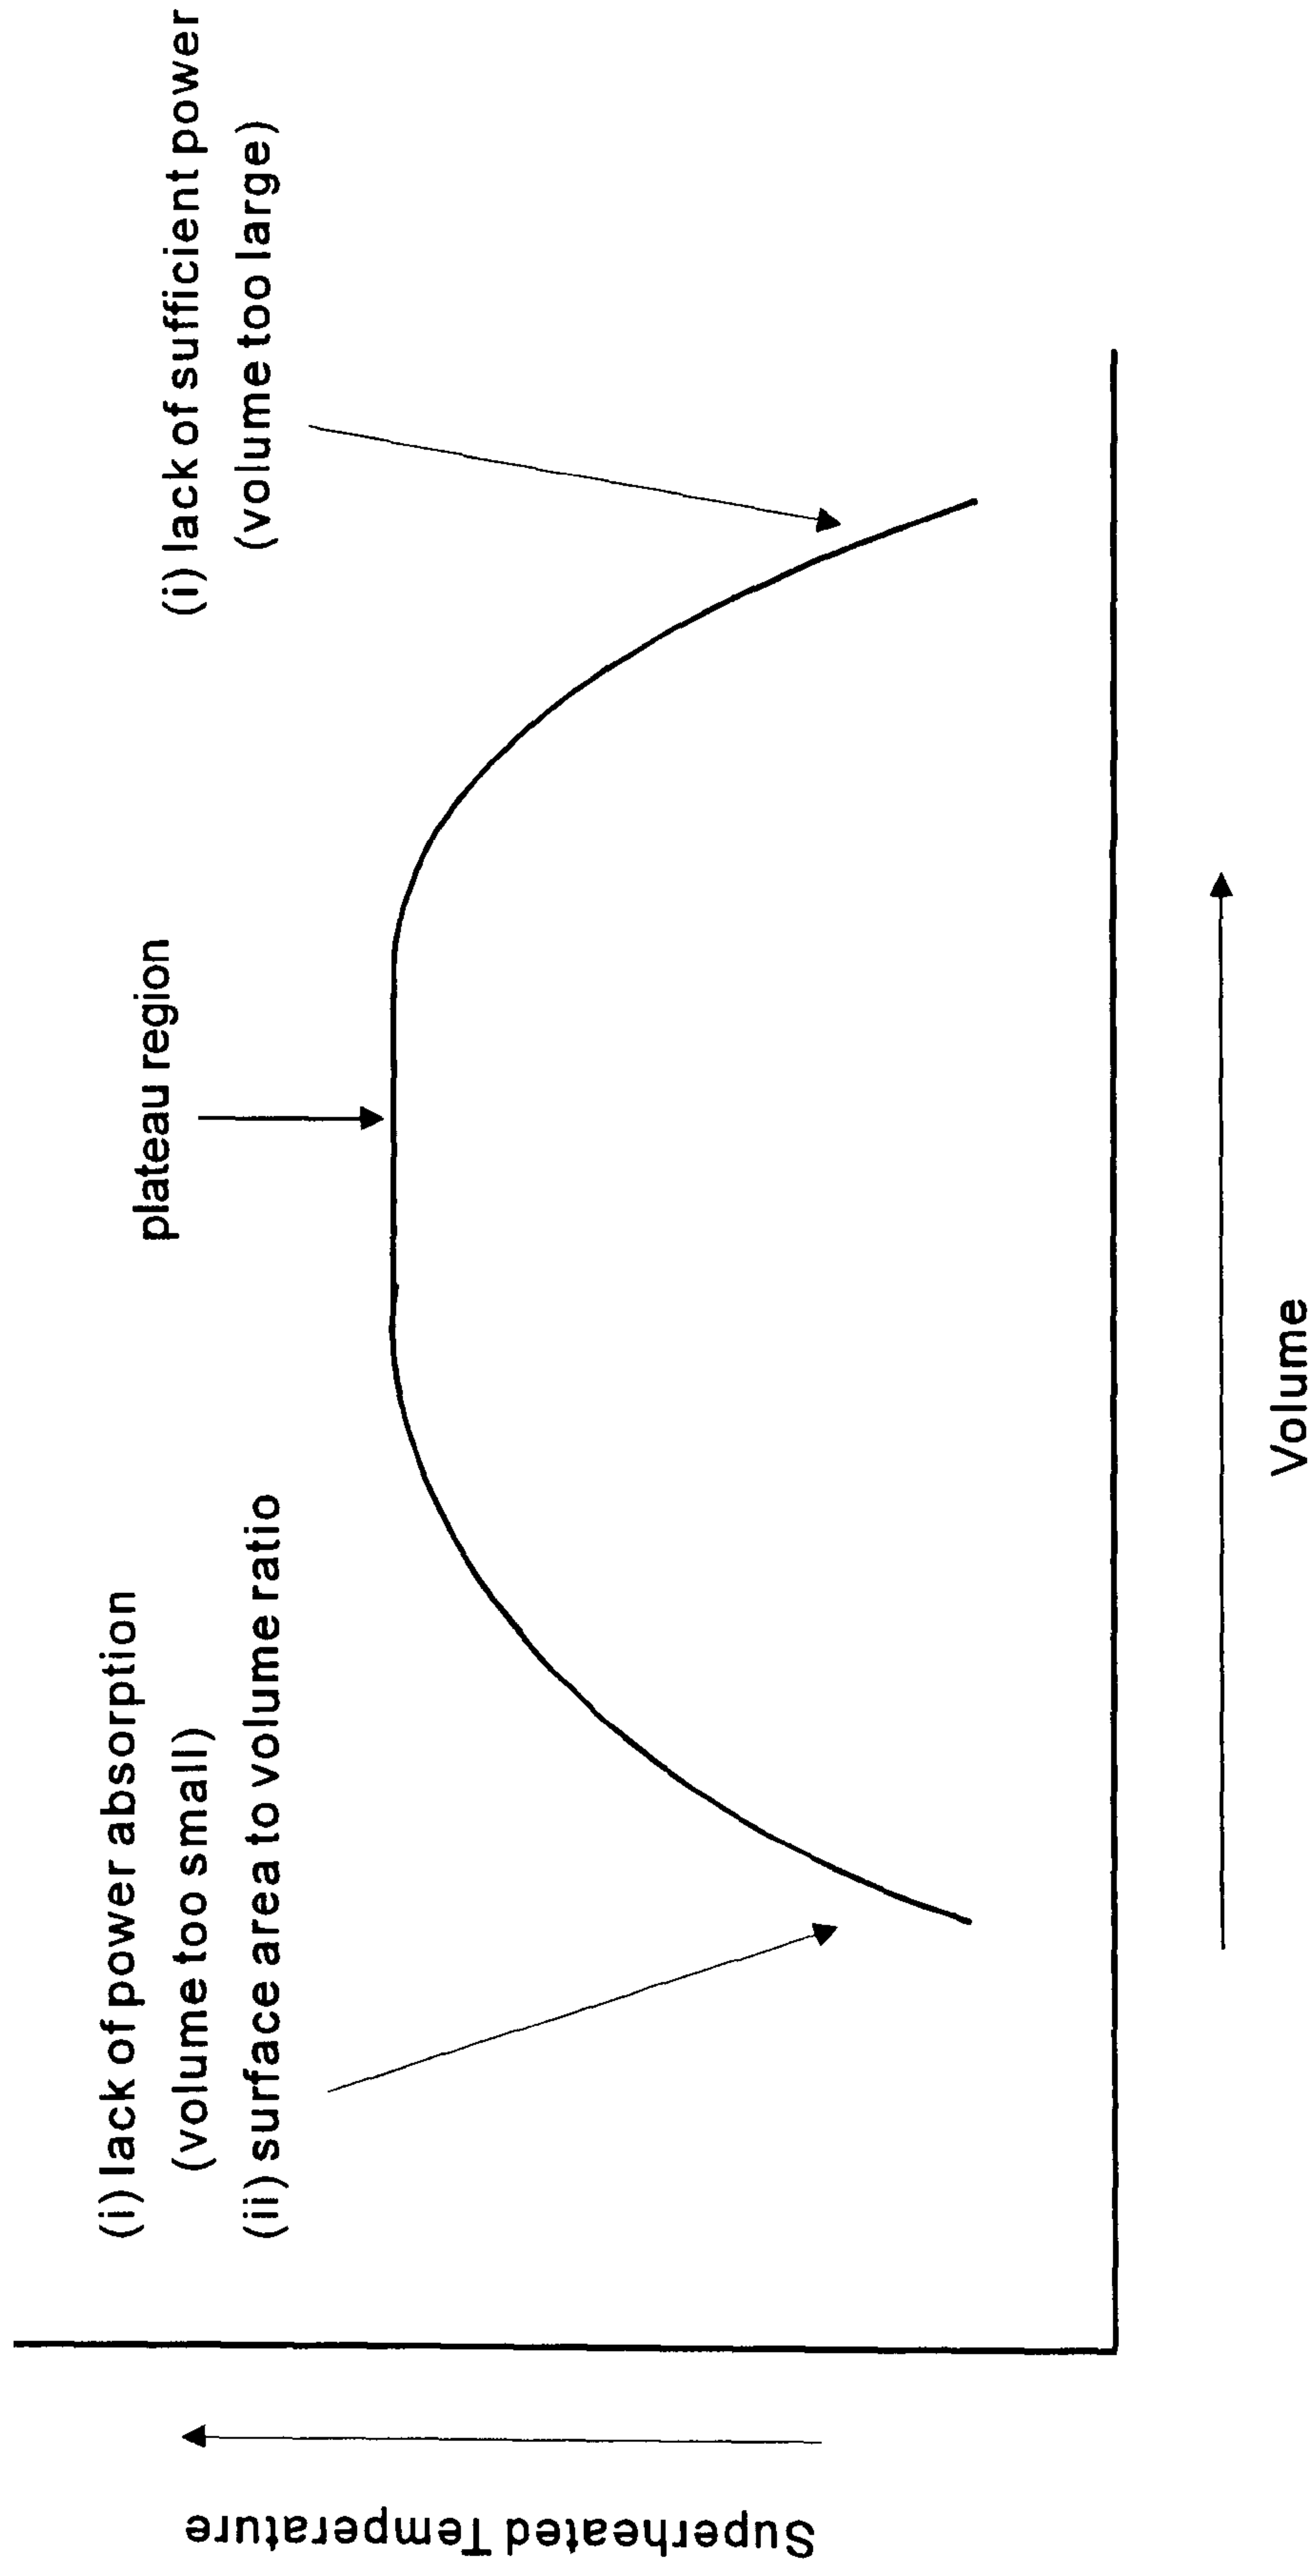 (i) lack of power absorption
(volume too small)
(ii) surface area to volume ratio
plateau region
(i) lack of sufficient power
(volume too large)
Superheated Temperature
Volume